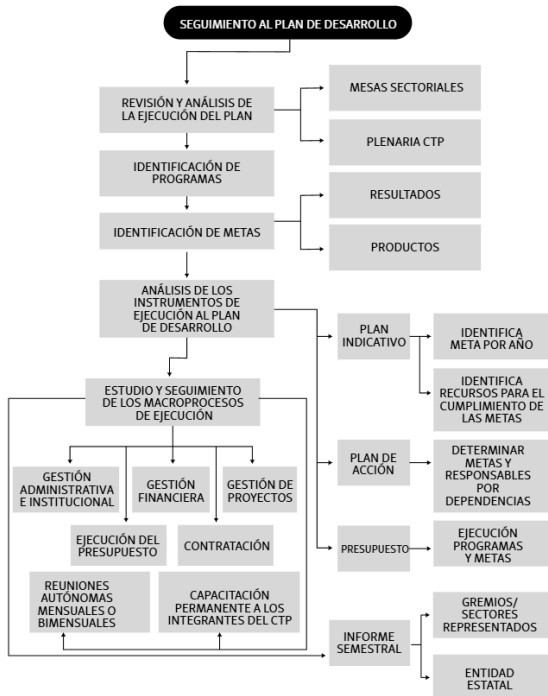 SEGUIMIENTO AL PLAN DE DESARROLLO
REVISIÓN Y ANÁLISIS DE
LA EJECUCIÓN DEL PLAN
MESAS SECTORIALES
PLENARIA CTP
IDENTIFICACIÓN DE
PROGRAMAS
IDENTIFICACIÓN DE METAS
RESULTADOS
PRODUCTOS
ANÁLISIS DE LOS
INSTRUMENTOS DE
EJECUCIÓN AL PLAN
DE DESARROLLO
PLAN
INDICATIVO
IDENTIFICA
META POR AÑO
IDENTIFICA
RECURSOS PARA EL
CUMPLIMIENTO DE
LAS METAS
ESTUDIO Y SEGUIMIENTO
DE LOS MACROPROCESOS
DE EJECUCIÓN
PLAN DE
ACCIÓN
DETERMINAR
METAS Y
RESPONSABLES
POR
DEPENDENCIAS
GESTIÓN
ADMINISTRATIVA
E INSTITUCIONAL
GESTIÓN
FINANCIERA
GESTIÓN DE
PROYECTOS
EJECUCIÓN DEL
PRESUPUESTO
CONTRATACIÓN
PRESUPUESTO
EJECUCIÓN
PROGRAMAS
Y METAS
REUNIONES
AUTÓNOMAS
MENSUALES O
BIMENSUALES
CAPACITACIÓN
PERMANENTE A LOS
INTEGRANTES DEL CTP
INFORME
SEMESTRAL
GREMIOS/
SECTORES
REPRESENTADOS
ENTIDAD
ESTATAL